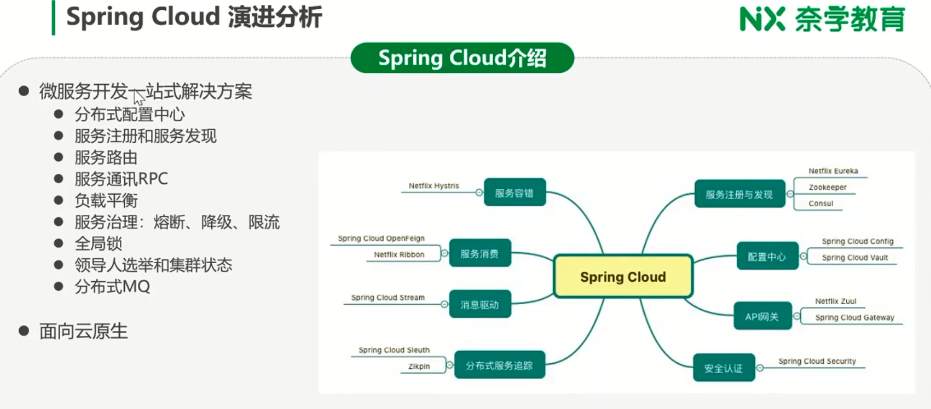 Spring Cloud 演进分析
NX 奈学教育
Spring Cloud介绍
微服务开发一站式解决方案
分布式配置中心
服务注册和服务发现
服务路由
服务通讯RPC
负载平衡
服务治理：熔断、降级、限流
全局锁
领导人选举和集群状态
分布式MQ
面向云原生
Netflix Hystris
服务容错
Spring Cloud OpenFeign
Netflix Ribbon
服务消费
Spring Cloud Stream
消息驱动
Spring Cloud Sleuth
Zikpin
分布式服务追踪
Spring Cloud
服务注册与发现
Netflix Eureka
Zookeeper
Consul
配置中心
Spring Cloud Config
Spring Cloud Vault
API网关
Netflix Zuul
Spring Cloud Gateway
安全认证
Spring Cloud Security